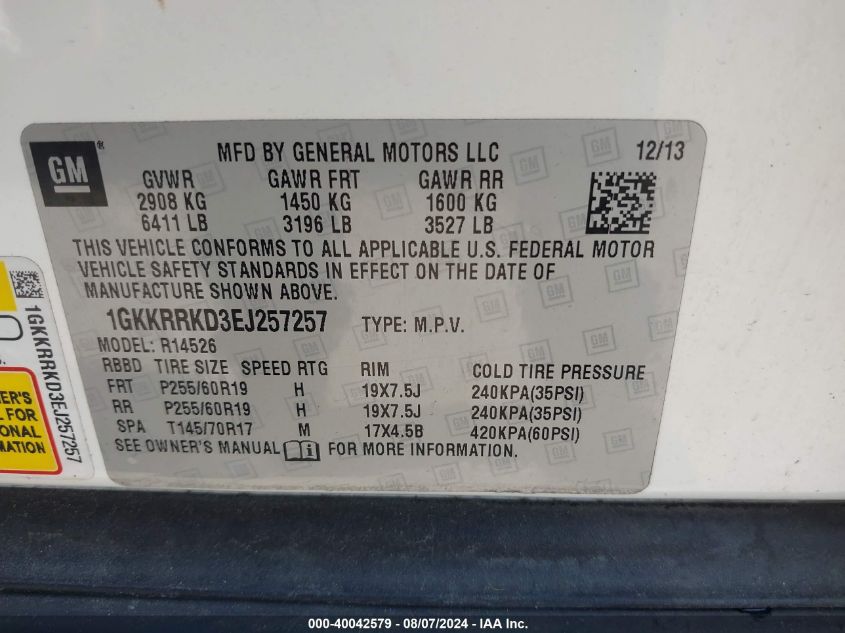 GM ®
MFD BY GENERAL MOTORS LLC 12/13
GVWR GAWR FRT GAWR RR
2908 KG 1450 KG 1600 KG
6411 LB 3196 LB 3527 LB
THIS VEHICLE CONFORMS TO ALL APPLICABLE U.S. FEDERAL MOTOR
VEHICLE SAFETY STANDARDS IN EFFECT ON THE DATE OF
MANUFACTURE SHOWN ABOVE.
1GKKRRKD3EJ257257 TYPE: M.P.V.
MODEL: R14526
RBBD TIRE SIZE SPEED RTG RIM COLD TIRE PRESSURE
FRT P255/60R19 H 19X7.5J 240KPA(35PSI)
RR P255/60R19 H 19X7.5J 240KPA(35PSI)
SPA T145/70R17 M 17X4.5B 420KPA(60PSI)
SEE OWNER'S MANUAL i FOR MORE INFORMATION.
1GKKRRKD3EJ257257
ER'S
L FOR
ONAL
MATION
000-40042579 - 08/07/2024 - IAA Inc.